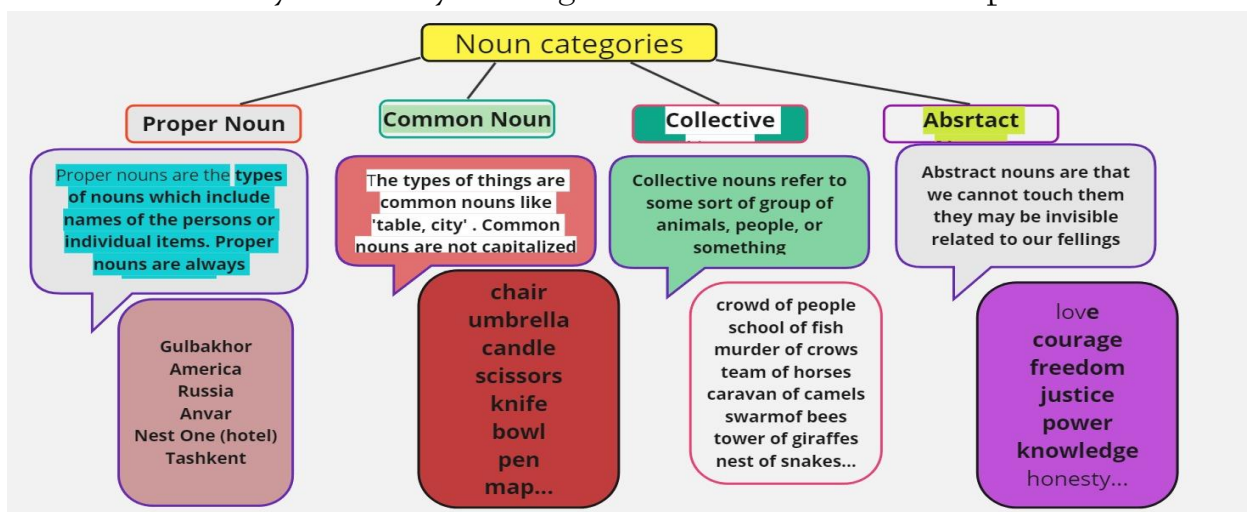 Noun categories
Proper Noun
Common Noun
Collective
Absrtact
Proper nouns are the types
of nouns which include
names of the persons or
individual items. Proper
nouns are always
The types of things are
common nouns like
'table, city' . Common
nouns are not capitalized
Collective nouns refer to
some sort of group of
animals, people, or
something
Abstract nouns are that
we cannot touch them
they may be invisible
related to our fellings
Gulbakhor
America
Russia
Anvar
Nest One (hotel)
Tashkent
chair
umbrella
candle
scissors
knife
bowl
pen
map...
crowd of people
school of fish
murder of crows
team of horses
caravan of camels
swarmof bees
tower of giraffes
nest of snakes...
love
courage
freedom
justice
power
knowledge
honesty...